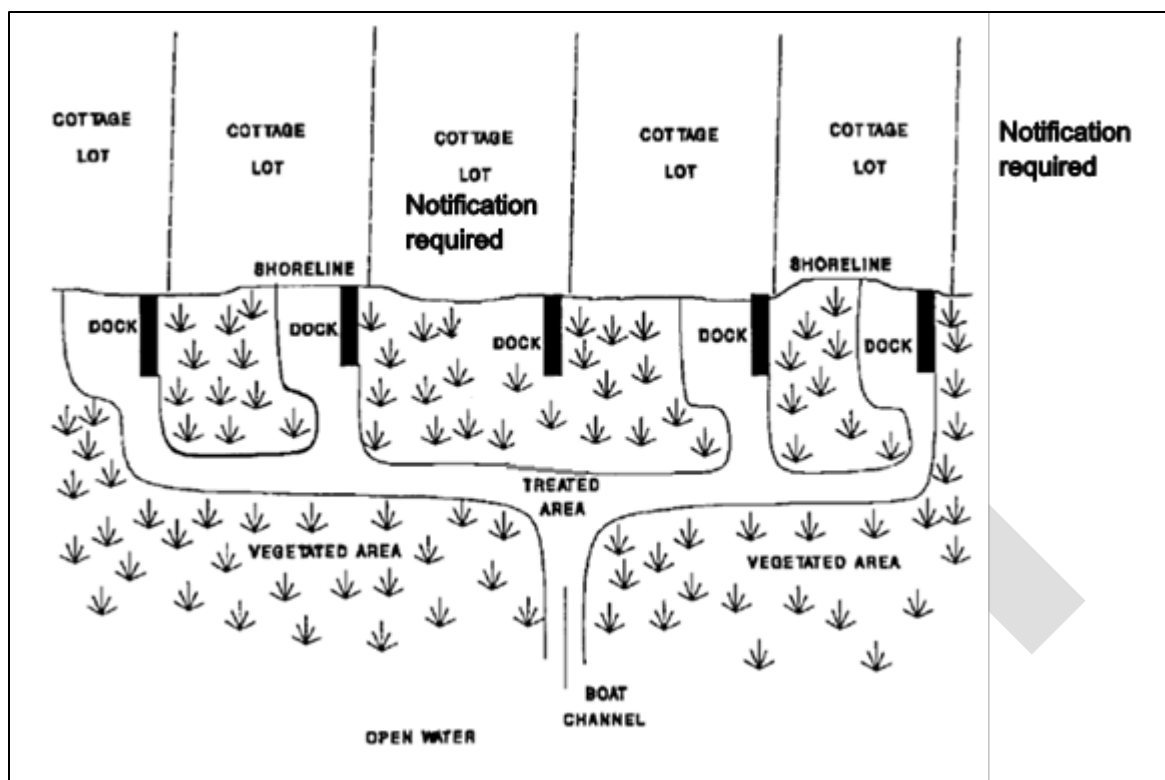 COTTAGE
LOT
COTTAGE
LOT
COTTAGE
LOT
Notification
required
COTTAGE
LOT
COTTAGE
LOT
Notification
required
SHORELINE
SHORELINE
DOCK
DOCK
DOCK
DOCK
DOCK
TREATED
AREA
VEGETATED AREA
VEGETATED AREA
BOAT
CHANNEL
OPEN WATER